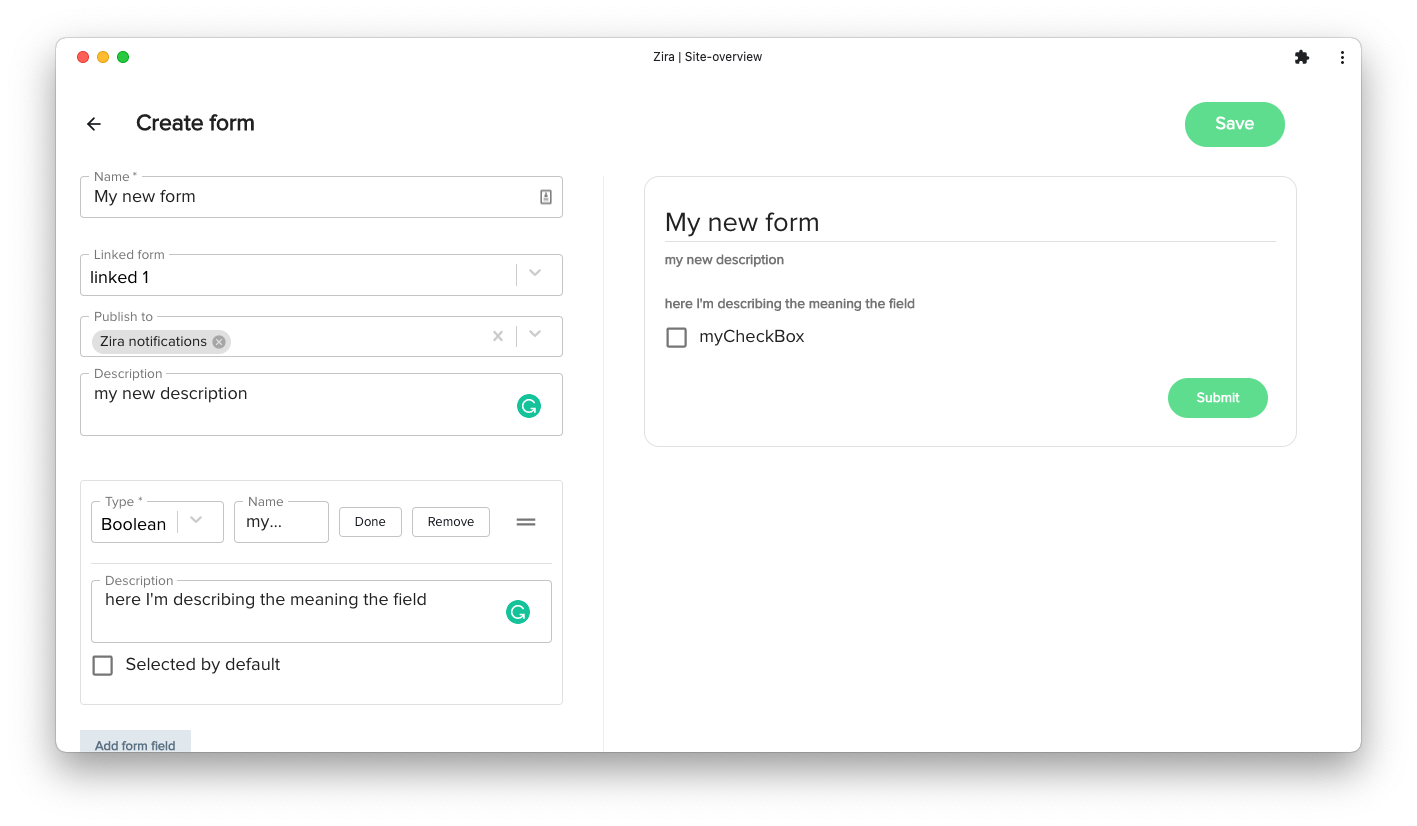 Zira | Site-overview
Create form
Save
Name *
My new form
Linked form
linked 1
Publish to
Zira notifications
Description
my new description
Type *
Boolean
Name
my...
Done
Remove
Description
here I'm describing the meaning the field
Selected by default
Add form field
My new form
my new description
here I'm describing the meaning the field
myCheckBox
Submit